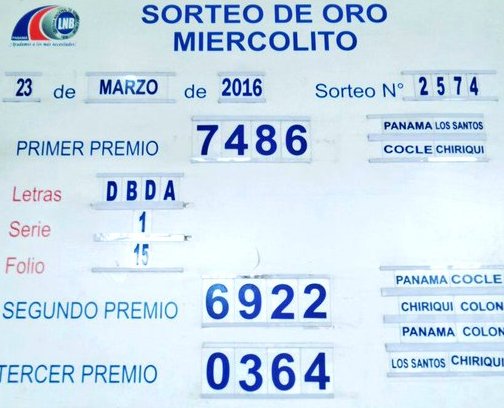 LNB
PANAMA
SORTEO DE ORO
MIERCOLITO
23 de MARZO de 2016 Sorteo N° 2574
PRIMER PREMIO 7486 PANAMA LOS SANTOS
COCLE CHIRIQUI
Letras DBDA
Serie 1
Folio 15
SEGUNDO PREMIO 6922 PANAMA COCLE
CHIRIQUI COLON
PANAMA COLON
TERCER PREMIO 0364 LOS SANTOS CHIRIQUI